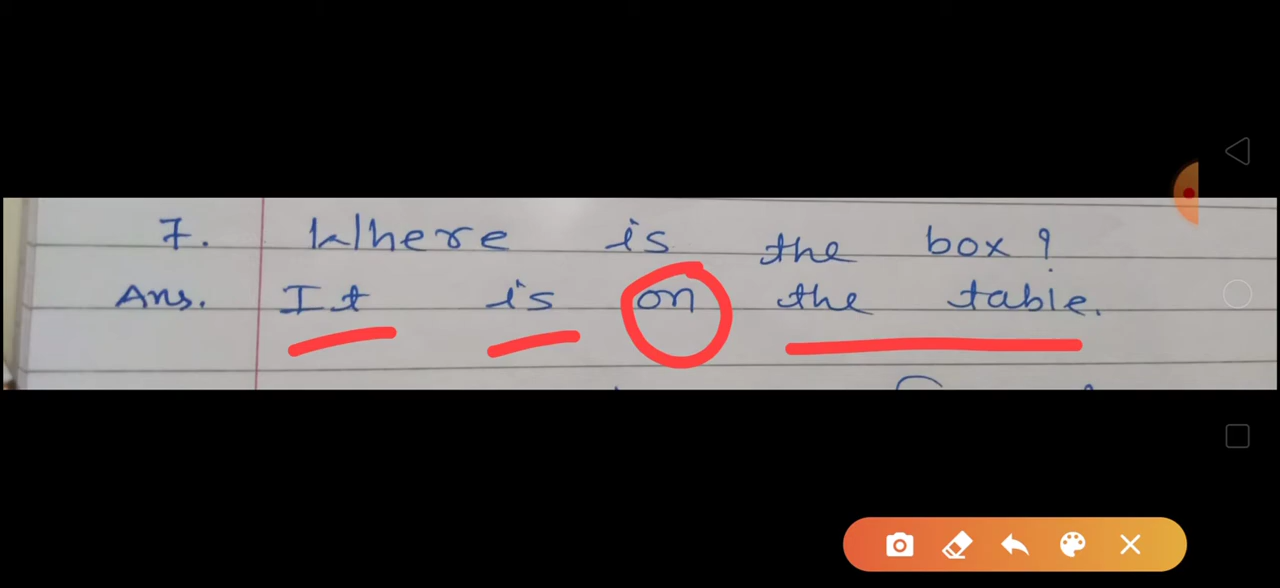 7. Where is the box?
Ans. It is on the table.